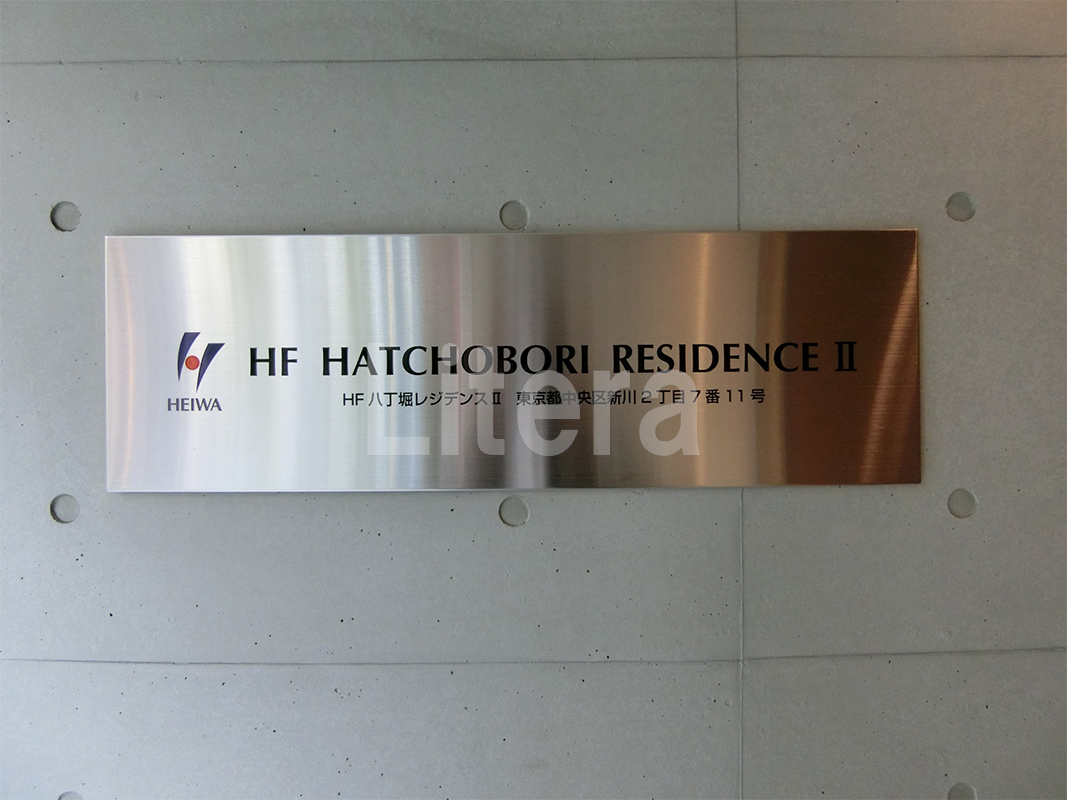 HF HATCHOBORI RESIDENCE Ⅱ
HEIWA
HF 八丁堀レジデンスⅡ 東京都中央区新川2丁目7番11号
Litera